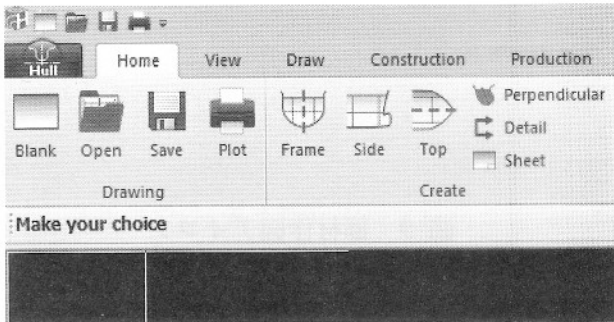 Hull Home View Draw Construction Production
Blank Open Save Plot Frame Side Top Perpendicular
Detail
Sheet
Drawing Create
Make your choice